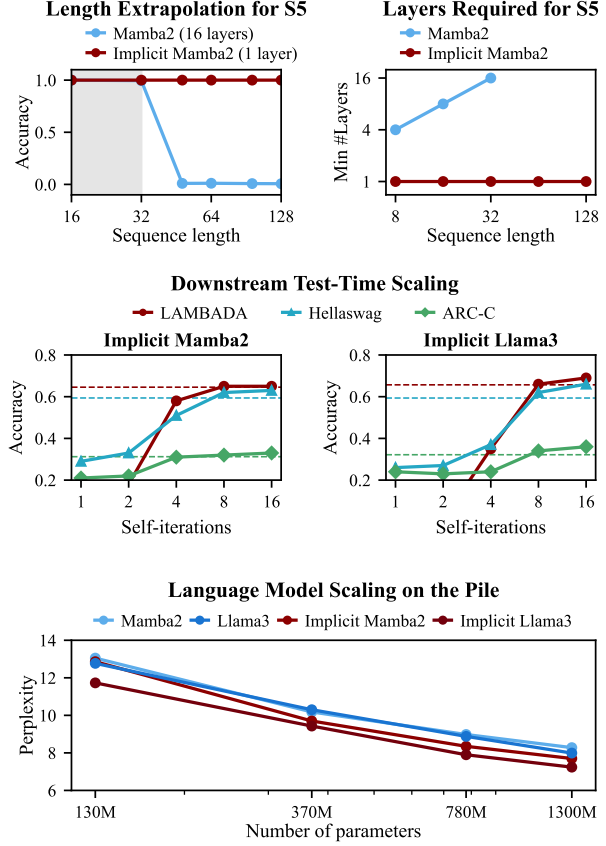 Length Extrapolation for S5
Mamba2 (16 layers)
Implicit Mamba2 (1 layer)
Accuracy
1.0
0.5
0.0
16 32 64 128
Sequence length
Layers Required for S5
Mamba2
Implicit Mamba2
Min #Layers
16
4
1
8 32 128
Sequence length
Downstream Test-Time Scaling
LAMBADA Hellaswag ARC-C
Implicit Mamba2
Accuracy
0.8
0.6
0.4
0.2
1 2 4 8 16
Self-iterations
Implicit Llama3
Accuracy
0.8
0.6
0.4
0.2
1 2 4 8 16
Self-iterations
Language Model Scaling on the Pile
Mamba2 Llama3 Implicit Mamba2 Implicit Llama3
Perplexity
14
12
10
8
6
130M 370M 780M 1300M
Number of parameters